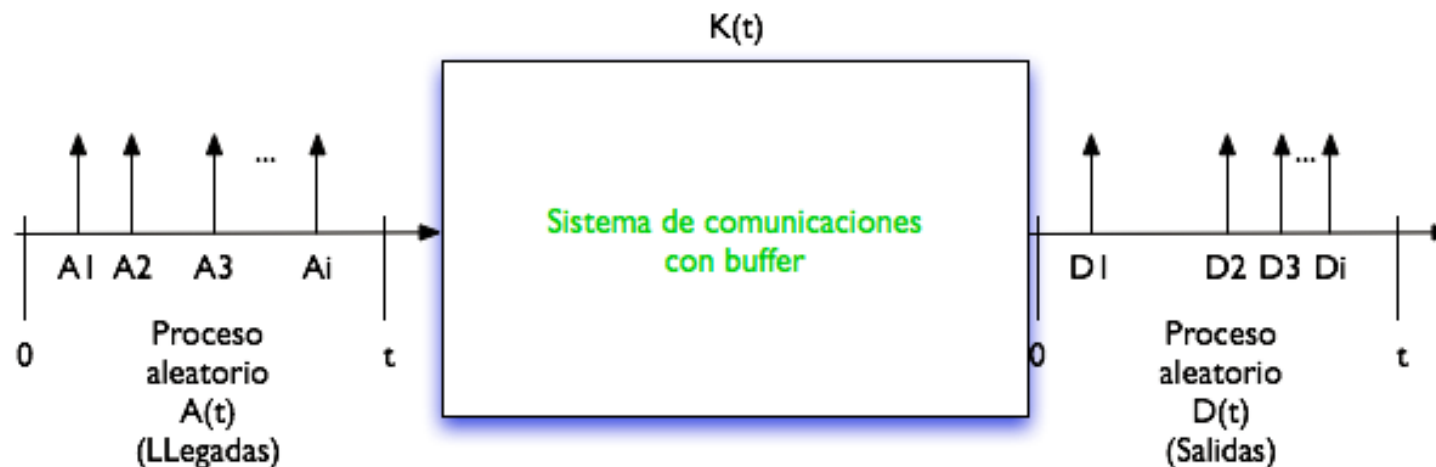 K(t)
...
A1 A2 A3 Ai
0
Proceso
aleatorio
A(t)
(LLegadas)
t
Sistema de comunicaciones
con buffer
...
D1 D2 D3 Di
0
Proceso
aleatorio
D(t)
(Salidas)
t